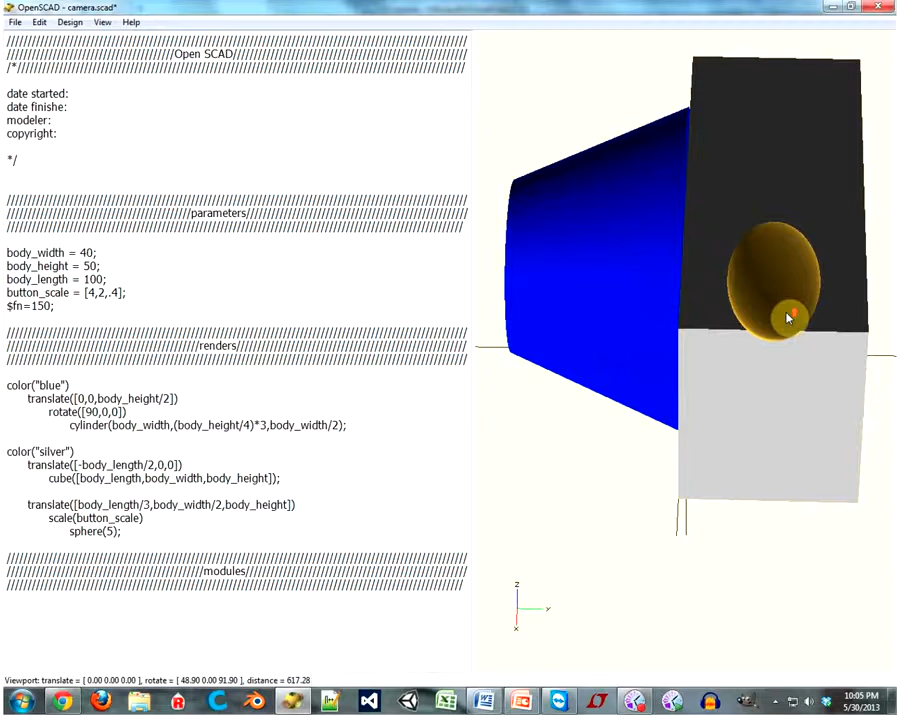 OpenSCAD - camera.scad*
File Edit Design View Help
////////////////////////////////////////////////////////////////////////////////////////
////////////////////////////////Open SCAD/////////////////////////////////////////////
/*//////////////////////////////////////////////////////////////////////////////////////
date started:
date finishe:
modeler:
copyright:
*/
////////////////////////////////////////////////////////////////////////////////////////
///////////////////////////////////parameters//////////////////////////////////////////
///////////////////////////////////////////////////////////////////////////////////////
body_width = 40;
body_height = 50;
body_length = 100;
button_scale = [4,2,.4];
$fn=150;
////////////////////////////////////////////////////////////////////////////////////////
/////////////////////////////////////renders////////////////////////////////////////////
////////////////////////////////////////////////////////////////////////////////////////
color("blue")
translate([0,0,body_height/2])
rotate([90,0,0])
cylinder(body_width,(body_height/4)*3,body_width/2);
color("silver")
translate([-body_length/2,0,0])
cube([body_length,body_width,body_height]);
translate([body_length/3,body_width/2,body_height])
scale(button_scale)
sphere(5);
////////////////////////////////////////////////////////////////////////////////////////
//////////////////////////////////////modules///////////////////////////////////////////
///////////////////////////////////////////////////////////////////////////////////////
z
y
x
Viewport: translate = [ 0.00 0.00 0.00 ], rotate = [ 48.90 0.00 91.90 ], distance = 617.28
10:05 PM
5/30/2013